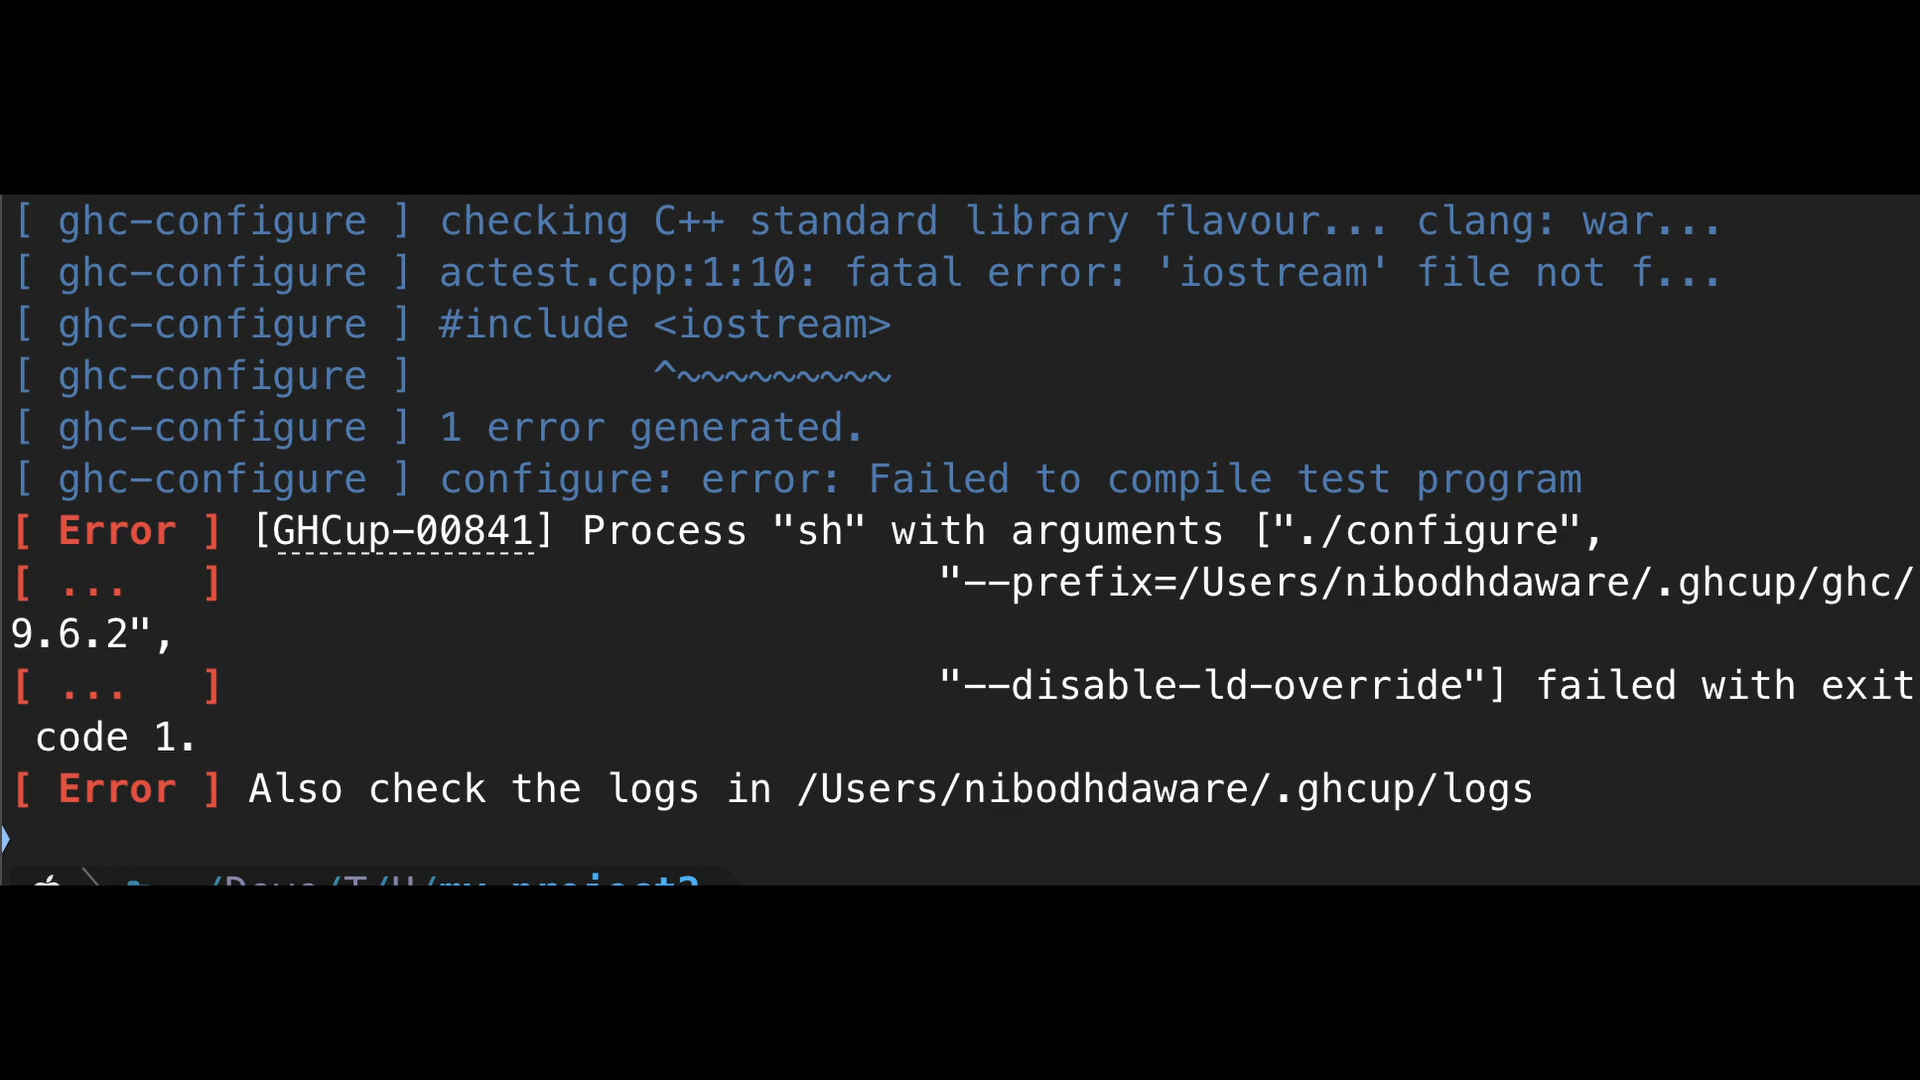 [ ghc-configure ] checking C++ standard library flavour... clang: war...
[ ghc-configure ] actest.cpp:1:10: fatal error: 'iostream' file not f...
[ ghc-configure ] #include <iostream>
[ ghc-configure ]          ^~~~~~~~~~
[ ghc-configure ] 1 error generated.
[ ghc-configure ] configure: error: Failed to compile test program
[ Error ] [GHCup-00841] Process "sh" with arguments ["./configure",
[ ...   ]                              "--prefix=/Users/nibodhdaware/.ghcup/ghc/
9.6.2",
[ ...   ]                              "--disable-ld-override"] failed with exit
 code 1.
[ Error ] Also check the logs in /Users/nibodhdaware/.ghcup/logs